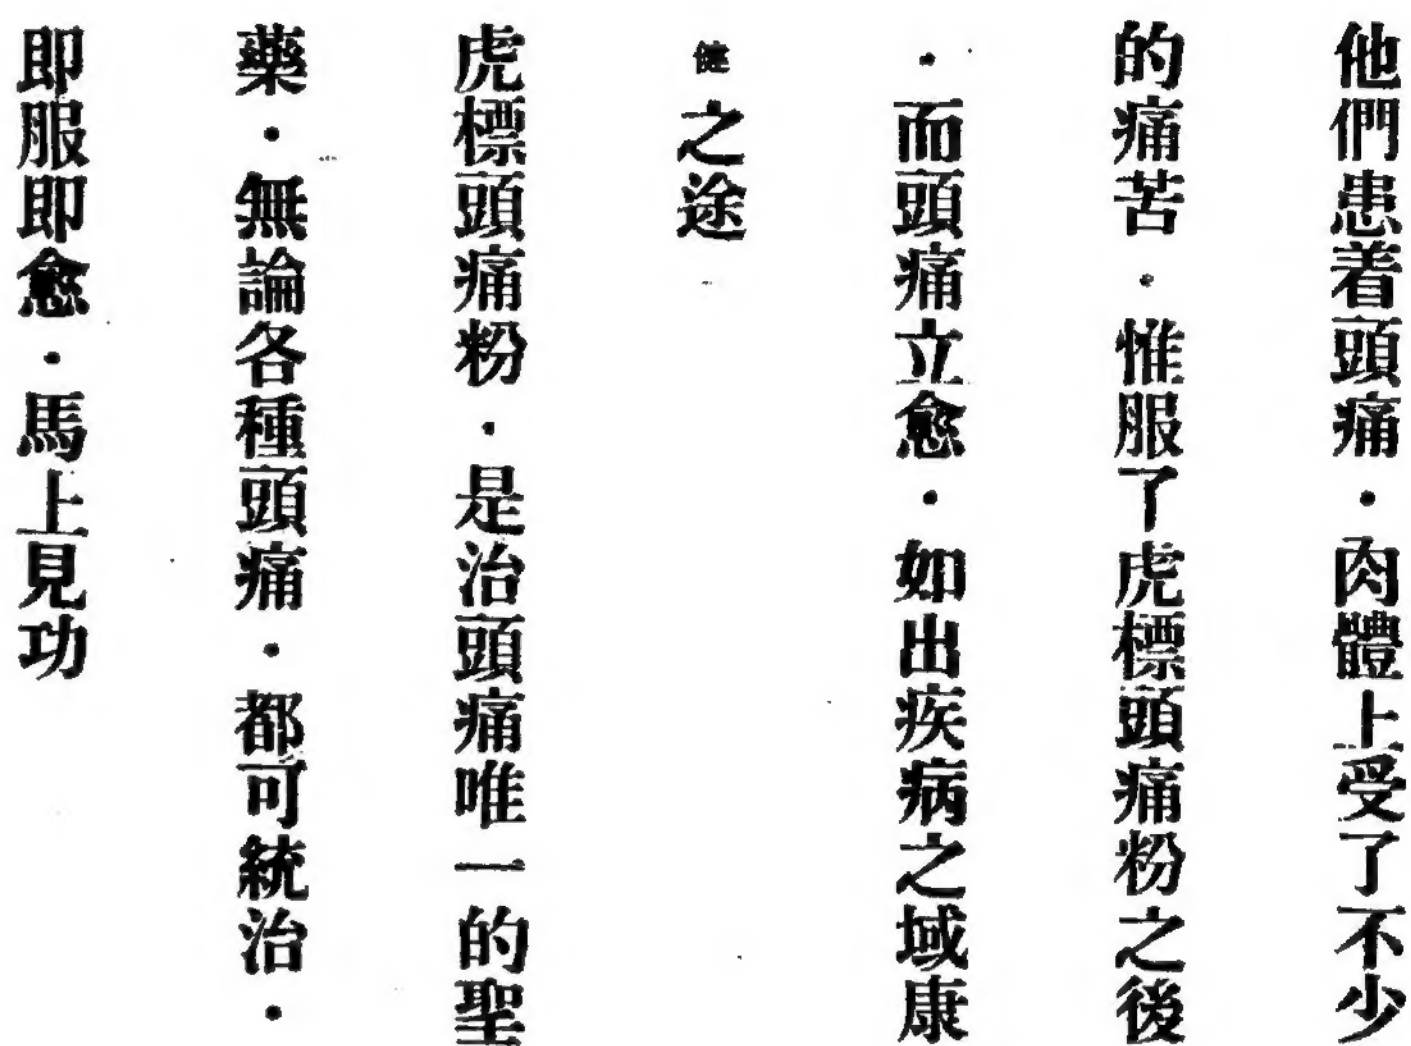 他們患着頭痛．肉體上受了不少
的痛苦．惟服了虎標頭痛粉之後
．而頭痛立愈．如出疾病之域康
健之途
虎標頭痛粉．是治頭痛唯一的聖
藥．無論各種頭痛．都可統治．
即服即愈．馬上見功